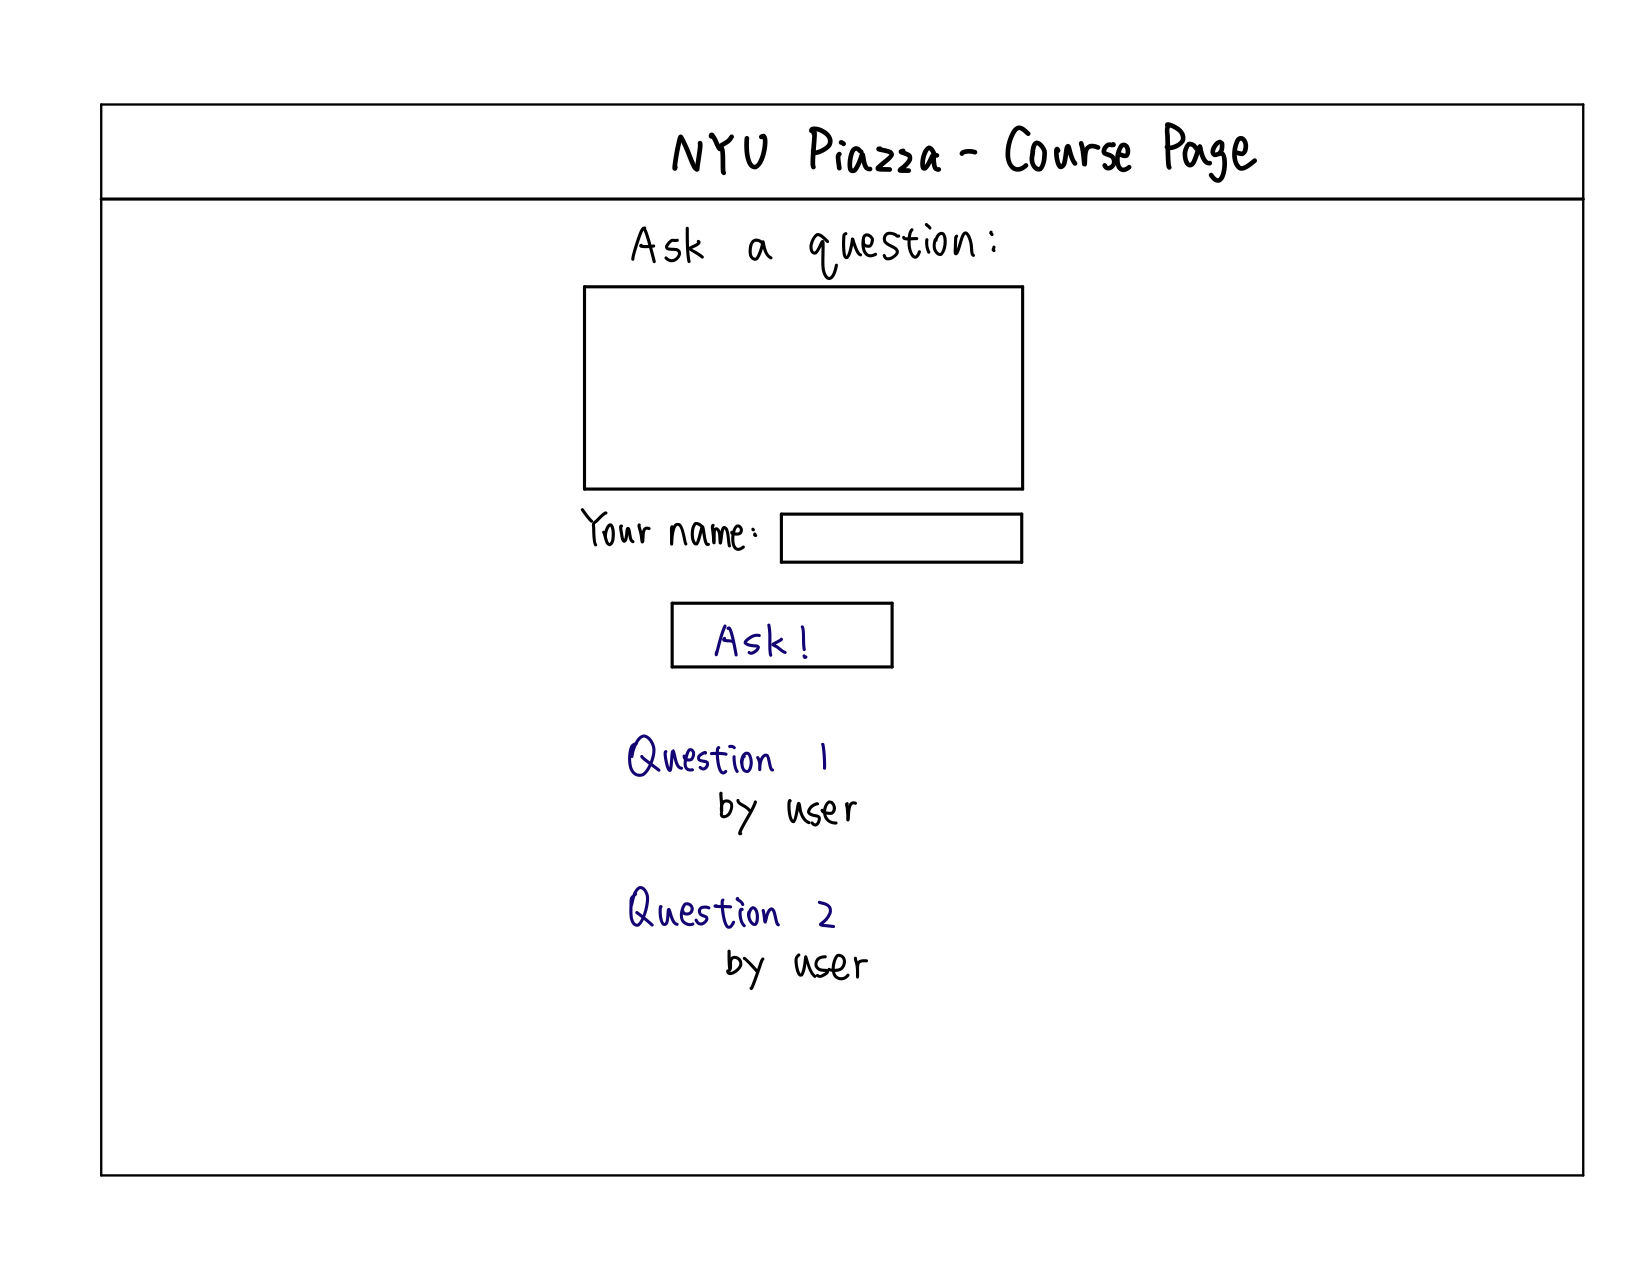 NYU Piazza - Course Page
Ask a question:
Your name:
Ask!
Question 1
by user
Question 2
by user